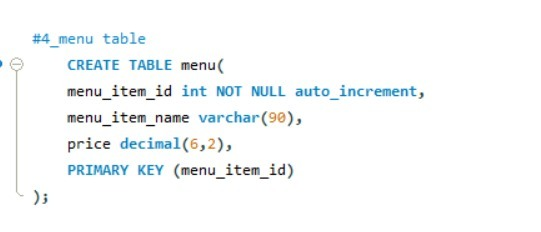 #4_menu table
CREATE TABLE menu(
menu_item_id int NOT NULL auto_increment,
menu_item_name varchar(90),
price decimal(6,2),
PRIMARY KEY (menu_item_id)
);